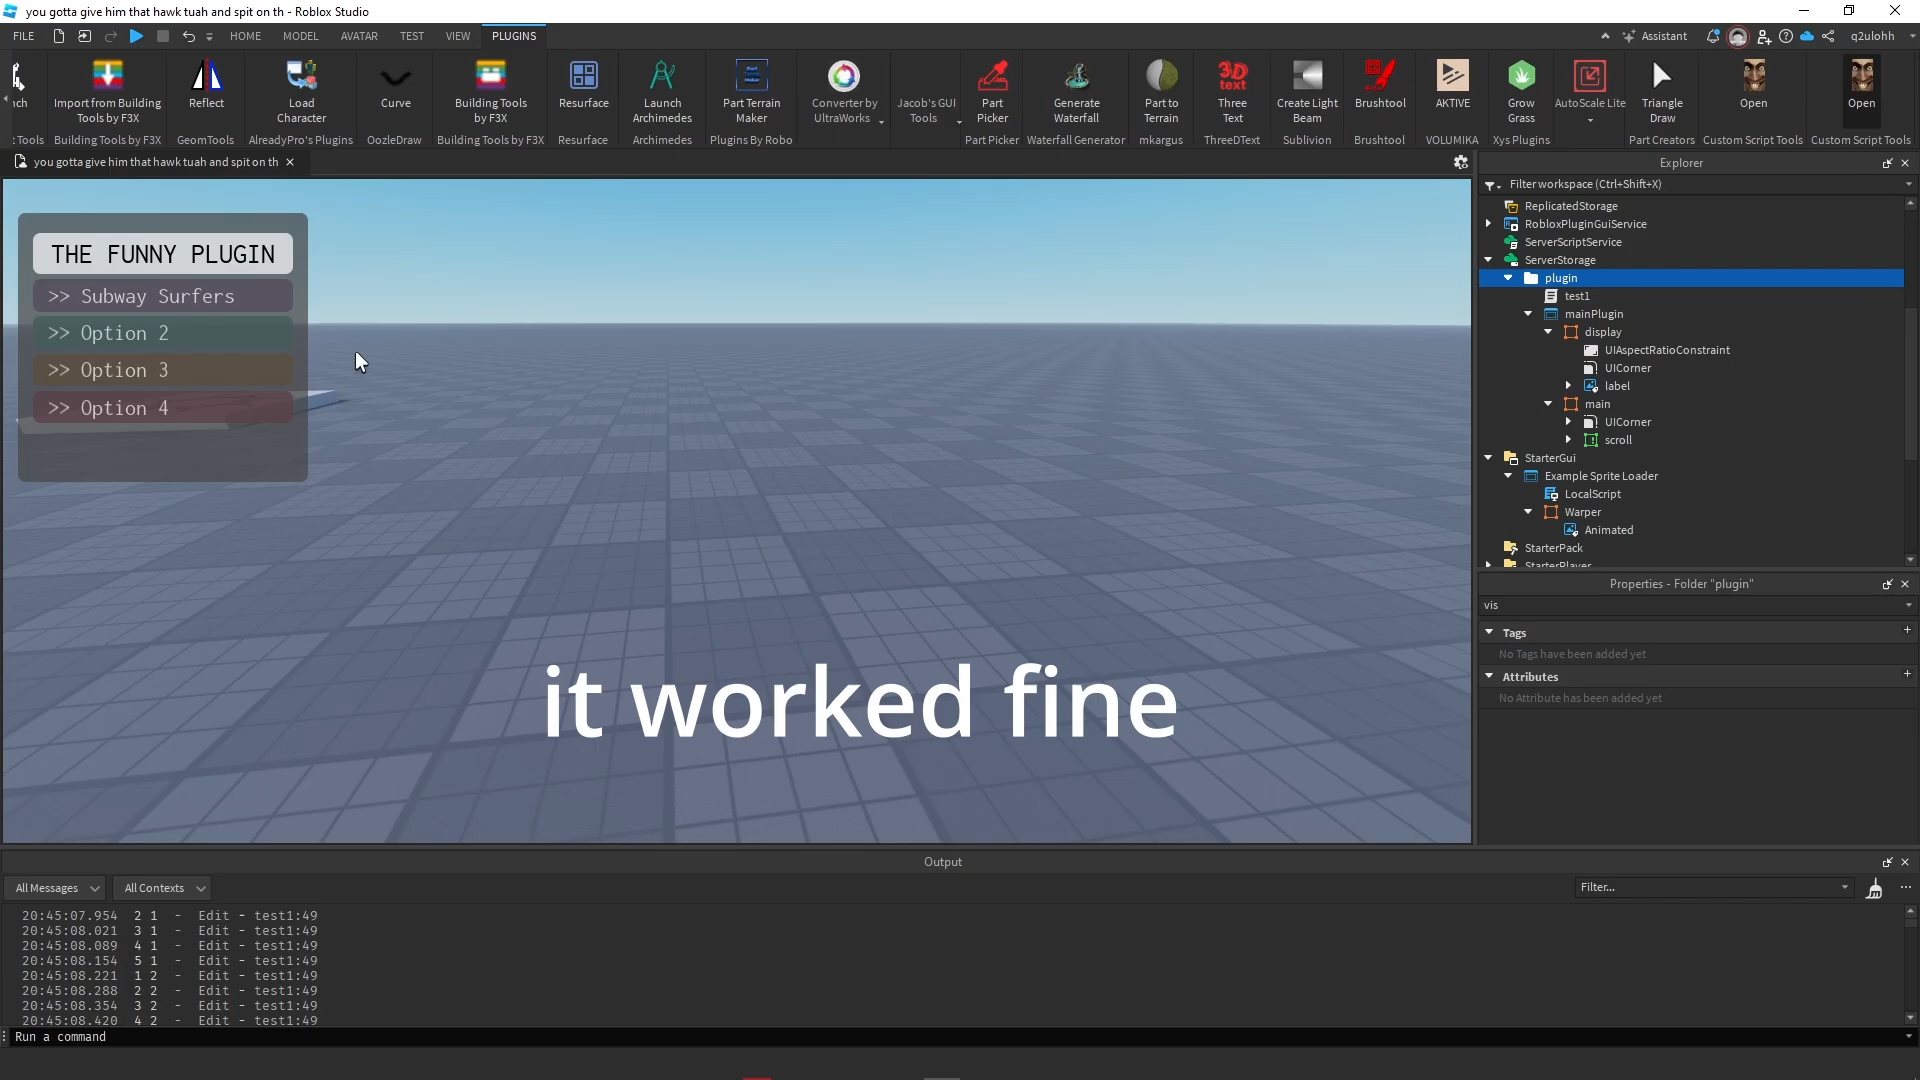 you gotta give him that hawk tuah and spit on th - Roblox Studio
FILE HOME MODEL AVATAR TEST VIEW PLUGINS Assistant q2ulohh
ch
Import from Building Tools by F3X
Reflect
Load Character
Curve
Building Tools by F3X
Resurface
Launch Archimedes
Part Terrain Maker
Converter by UltraWorks
Jacob's GUI Tools
Part Picker
Generate Waterfall
Part to Terrain
3D text
Three Text
Create Light Beam
Brushtool
AKTIVE
Grow Grass
AutoScale Lite
Triangle Draw
Open
Open
t Tools Building Tools by F3X GeomTools AlreadyPro's Plugins OozleDraw Building Tools by F3X Resurface Archimedes Plugins By Robo Part Picker Waterfall Generator mkargus ThreeDText Sublivion Brushtool VOLUMIKA Xys Plugins Part Creators Custom Script Tools Custom Script Tools
you gotta give him that hawk tuah and spit on th
THE FUNNY PLUGIN
>> Subway Surfers
>> Option 2
>> Option 3
>> Option 4
it worked fine
Explorer
Filter workspace (Ctrl+Shift+X)
ReplicatedStorage
RobloxPluginGuiService
ServerScriptService
ServerStorage
plugin
test1
mainPlugin
display
UIAspectRatioConstraint
UICorner
label
main
UICorner
scroll
StarterGui
Example Sprite Loader
LocalScript
Warper
Animated
StarterPack
StarterPlayer
Properties - Folder "plugin"
vis
Tags
No Tags have been added yet
Attributes
No Attribute has been added yet
Output
All Messages All Contexts Filter...
20:45:07.954 2 1 - Edit - test1:49
20:45:08.021 3 1 - Edit - test1:49
20:45:08.089 4 1 - Edit - test1:49
20:45:08.154 5 1 - Edit - test1:49
20:45:08.221 1 2 - Edit - test1:49
20:45:08.288 2 2 - Edit - test1:49
20:45:08.354 3 2 - Edit - test1:49
20:45:08.420 4 2 - Edit - test1:49
Run a command